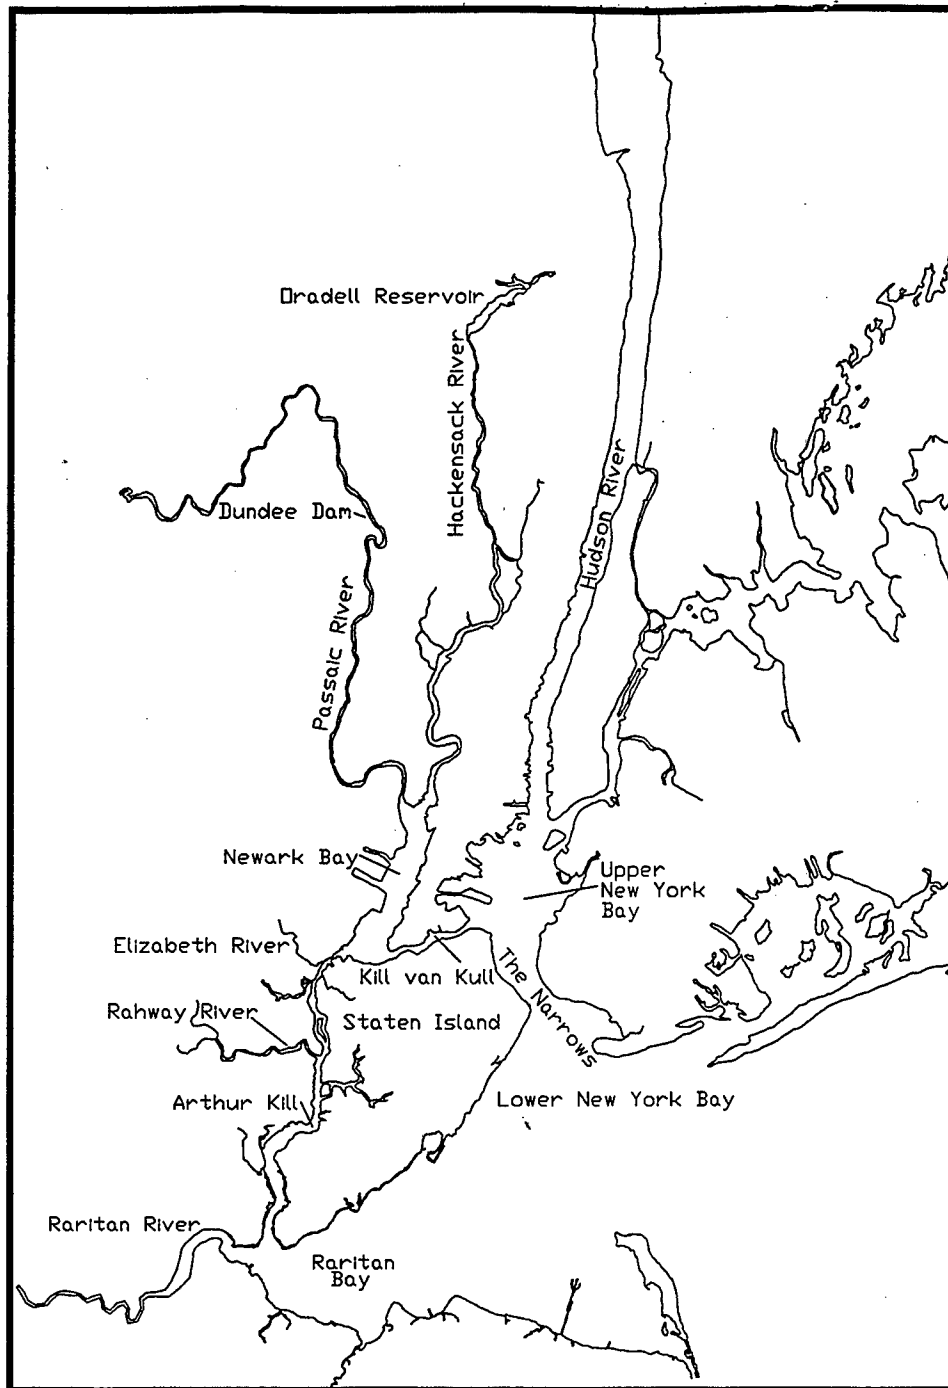 Oradell Reservoir
Hackensack River
Hudson River
Dundee Dam
Passaic River
Newark Bay
Upper
New York
Bay
Elizabeth River
Kill van Kull
The Narrows
Rahway River
Staten Island
Arthur Kill
Lower New York Bay
Raritan River
Raritan
Bay